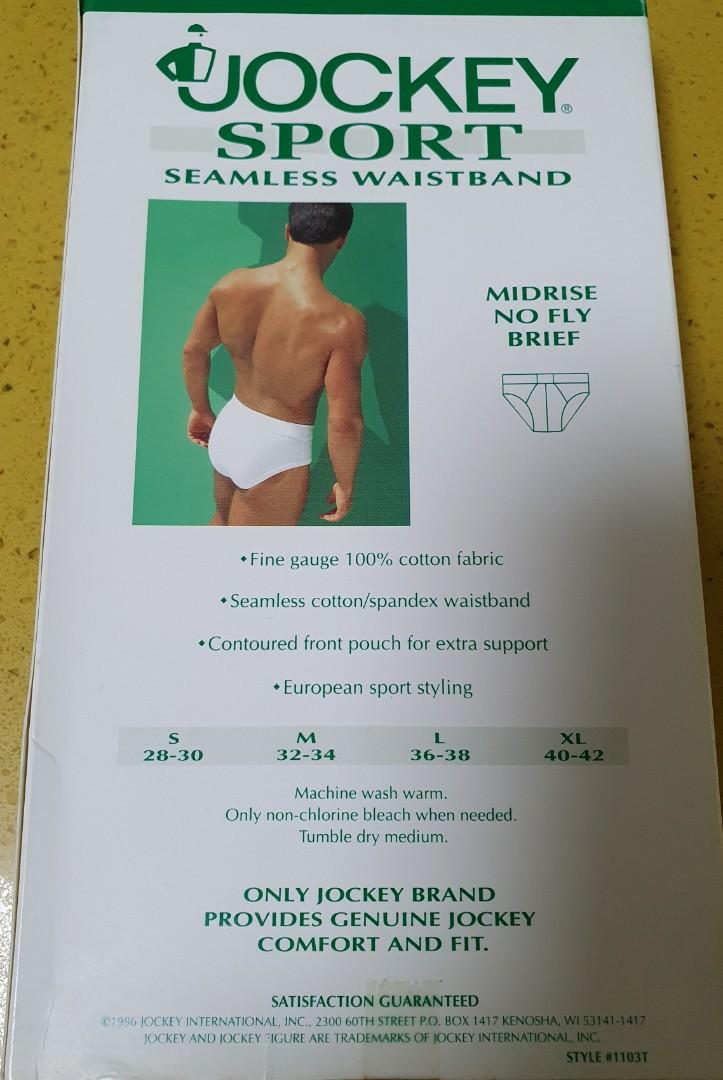 JOCKEY®
SPORT
SEAMLESS WAISTBAND
MIDRISE
NO FLY
BRIEF
◆Fine gauge 100% cotton fabric
◆Seamless cotton/spandex waistband
◆Contoured front pouch for extra support
◆European sport styling
S M L XL
28-30 32-34 36-38 40-42
Machine wash warm.
Only non-chlorine bleach when needed.
Tumble dry medium.
ONLY JOCKEY BRAND
PROVIDES GENUINE JOCKEY
COMFORT AND FIT.
SATISFACTION GUARANTEED
©1996 JOCKEY INTERNATIONAL, INC., 2300 60TH STREET P.O. BOX 1417 KENOSHA, WI 53141-1417
JOCKEY AND JOCKEY FIGURE ARE TRADEMARKS OF JOCKEY INTERNATIONAL, INC.
STYLE #1103T